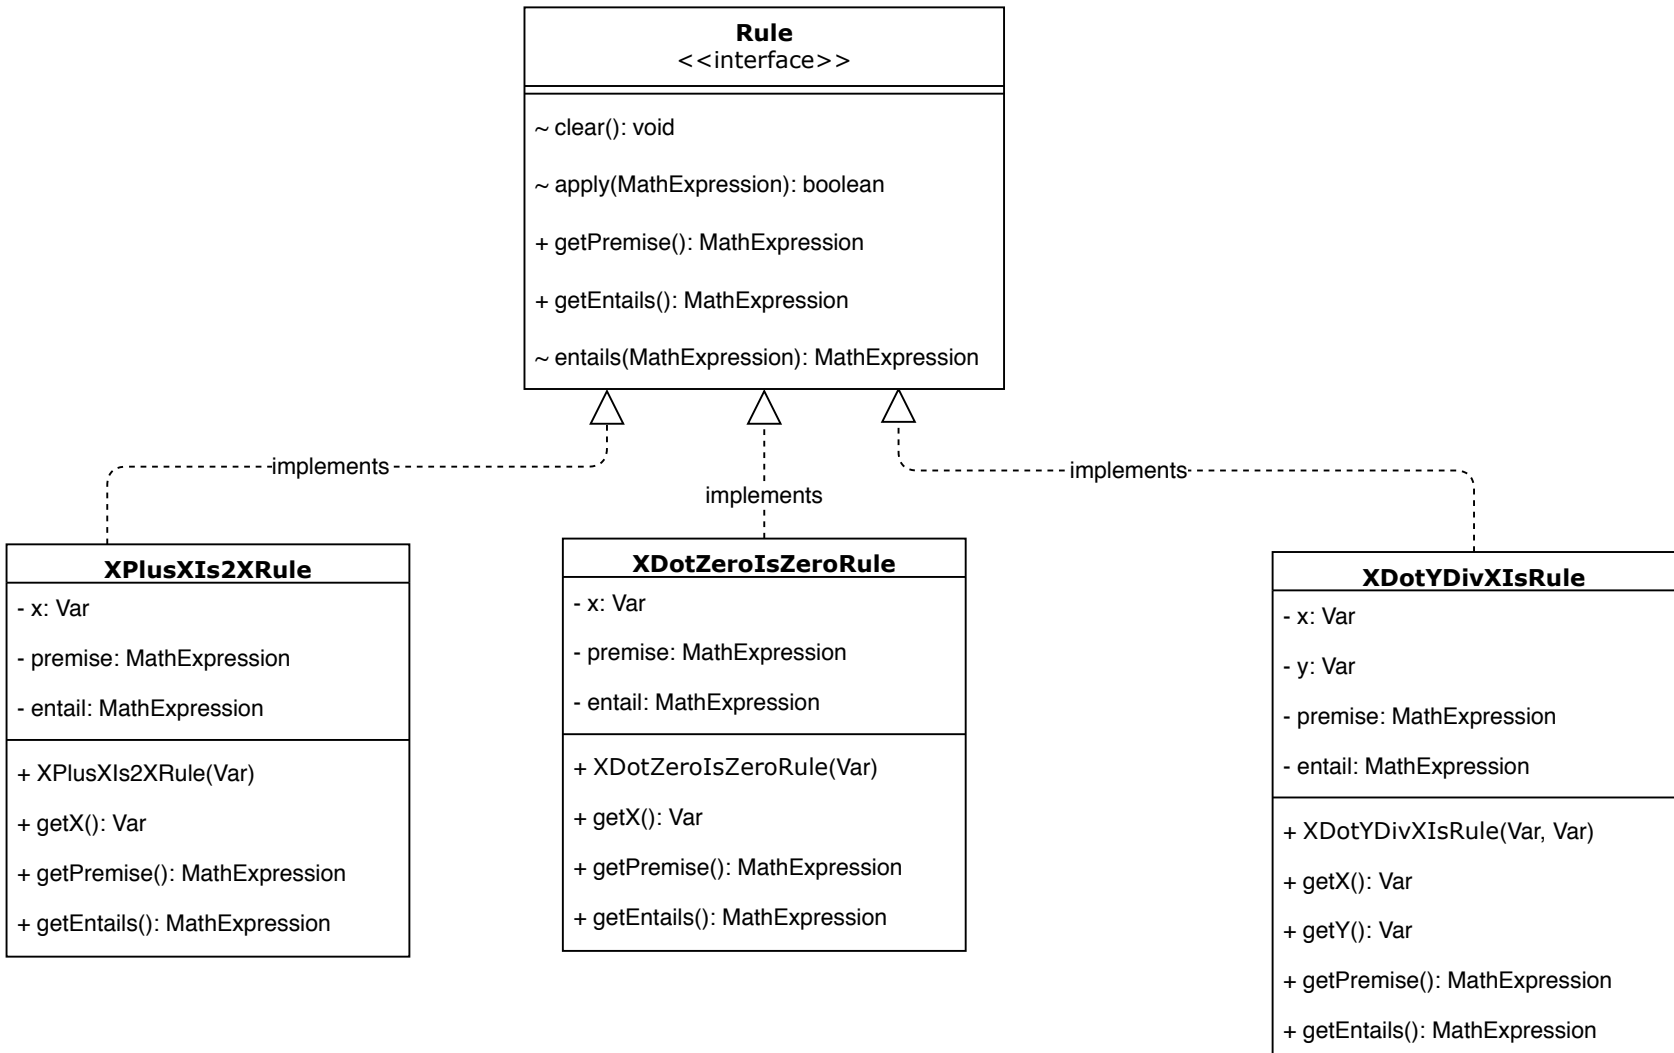 Rule
<<interface>>
~ clear(): void
~ apply(MathExpression): boolean
+ getPremise(): MathExpression
+ getEntails(): MathExpression
~ entails(MathExpression): MathExpression
implements
implements
implements
XPlusXIs2XRule
- x: Var
- premise: MathExpression
- entail: MathExpression
+ XPlusXIs2XRule(Var)
+ getX(): Var
+ getPremise(): MathExpression
+ getEntails(): MathExpression
XDotZeroIsZeroRule
- x: Var
- premise: MathExpression
- entail: MathExpression
+ XDotZeroIsZeroRule(Var)
+ getX(): Var
+ getPremise(): MathExpression
+ getEntails(): MathExpression
XDotYDivXIsRule
- x: Var
- y: Var
- premise: MathExpression
- entail: MathExpression
+ XDotYDivXIsRule(Var, Var)
+ getX(): Var
+ getY(): Var
+ getPremise(): MathExpression
+ getEntails(): MathExpression